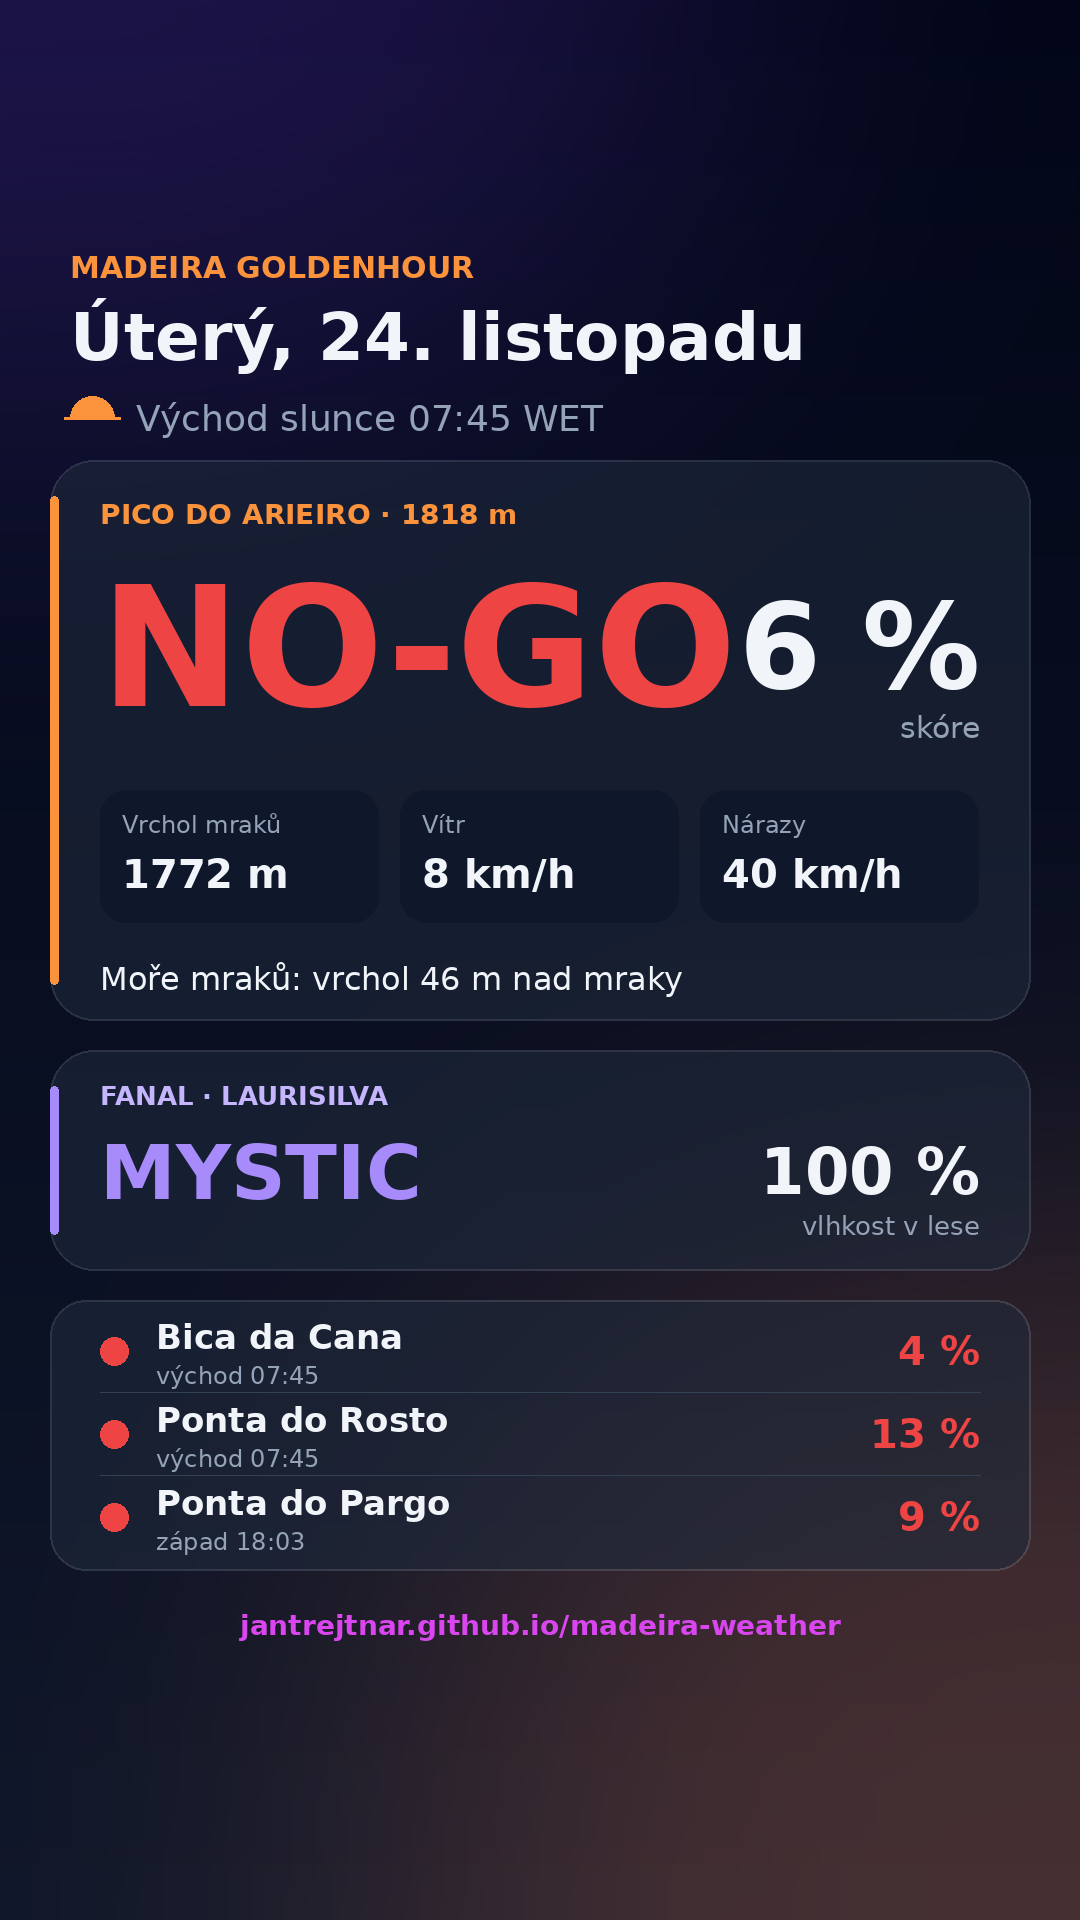 MADEIRA GOLDENHOUR
Úterý, 24. listopadu
Východ slunce 07:45 WET
PICO DO ARIEIRO · 1818 m
NO-GO 6 %
skóre
Vrchol mraků Vítr Nárazy
1772 m 8 km/h 40 km/h
Moře mraků: vrchol 46 m nad mraky
FANAL · LAURISILVA
MYSTIC 100 %
vlhkost v lese
Bica da Cana 4 %
východ 07:45
Ponta do Rosto 13 %
východ 07:45
Ponta do Pargo 9 %
západ 18:03
jantrejtnar.github.io/madeira-weather